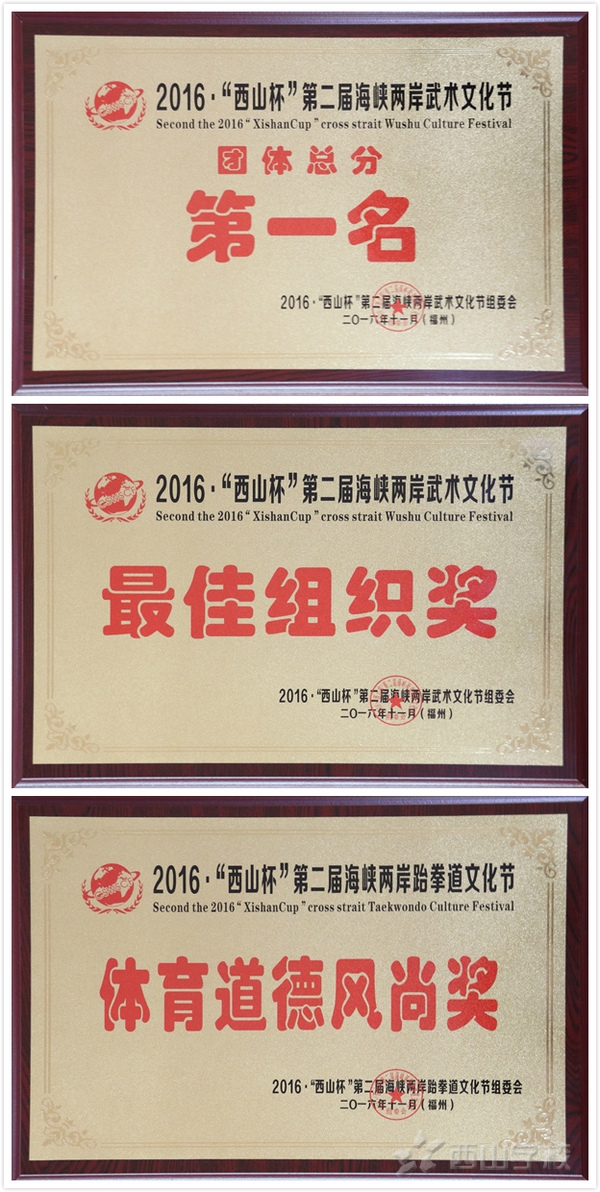 2016·“西山杯”第二届海峡两岸武术文化节
Second the 2016“XishanCup”cross strait Wushu Culture Festival
团体总分
第一名
2016·“西山杯”第二届海峡两岸武术文化节组委会
二〇一六年十一月(福州)
2016·“西山杯”第二届海峡两岸武术文化节
Second the 2016“XishanCup”cross strait Wushu Culture Festival
最佳组织奖
2016·“西山杯”第二届海峡两岸武术文化节组委会
二〇一六年十一月(福州)
2016·“西山杯”第二届海峡两岸跆拳道文化节
Second the 2016“XishanCup”cross strait Taekwondo Culture Festival
体育道德风尚奖
2016·“西山杯”第二届海峡两岸跆拳道文化节组委会
二〇一六年十一月(福州)
西山学校